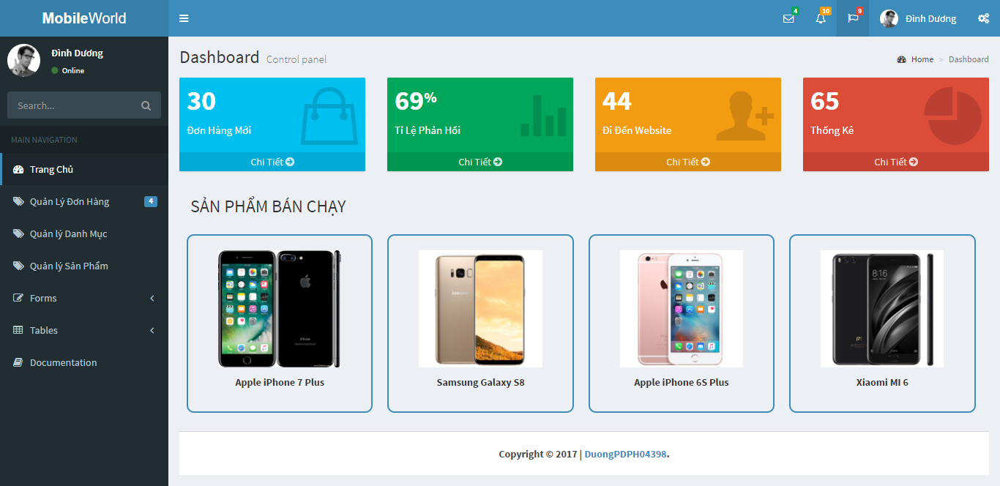 MobileWorld
4
10
9
Đình Dương
Đình Dương
Online
Search...
MAIN NAVIGATION
Trang Chủ
Quản Lý Đơn Hàng
4
Quản lý Danh Mục
Quản lý Sản Phẩm
Forms
Tables
Documentation
Dashboard Control panel
Home > Dashboard
30
Đơn Hàng Mới
Chi Tiết
69%
Tỉ Lệ Phản Hồi
Chi Tiết
44
Đi Đến Website
Chi Tiết
65
Thống Kê
Chi Tiết
SẢN PHẨM BÁN CHẠY
iPhone
Apple iPhone 7 Plus
SAMSUNG
Samsung Galaxy S8
Apple iPhone 6S Plus
8:16
Xiaomi MI 6
Copyright © 2017 | DuongPDPH04398.